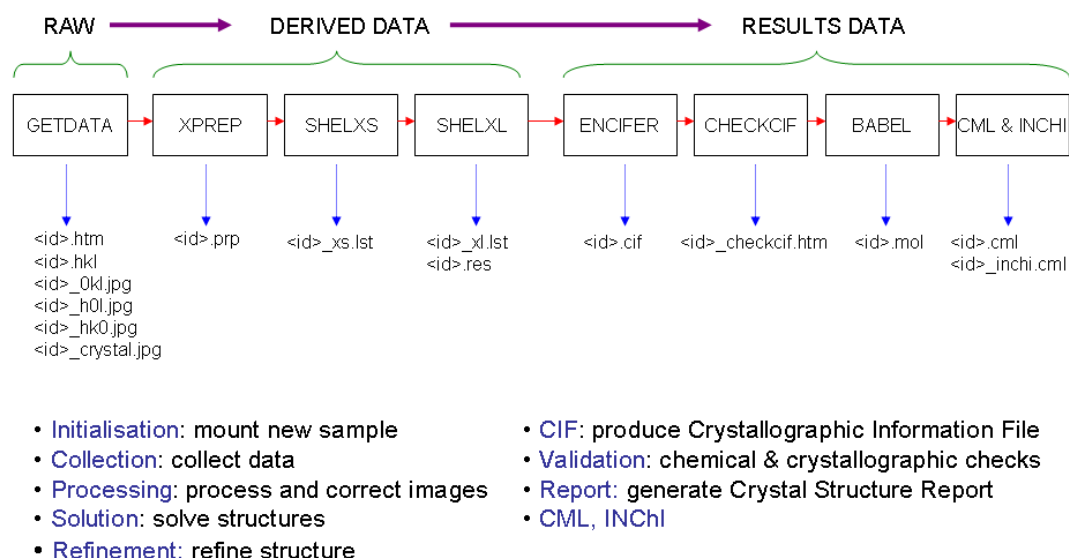 RAW
DERIVED DATA
RESULTS DATA
GETDATA
XPREP
SHELXS
SHELXL
ENCIFER
CHECKCIF
BABEL
CML & INCHI
<id>.htm
<id>.hkl
<id>_0kl.jpg
<id>_h0l.jpg
<id>_hk0.jpg
<id>_crystal.jpg
<id>.prp
<id>_xs.lst
<id>_xl.lst
<id>.res
<id>.cif
<id>_checkcif.htm
<id>.mol
<id>.cml
<id>_inchi.cml
• Initialisation: mount new sample
• Collection: collect data
• Processing: process and correct images
• Solution: solve structures
• Refinement: refine structure
• CIF: produce Crystallographic Information File
• Validation: chemical & crystallographic checks
• Report: generate Crystal Structure Report
• CML, INChI